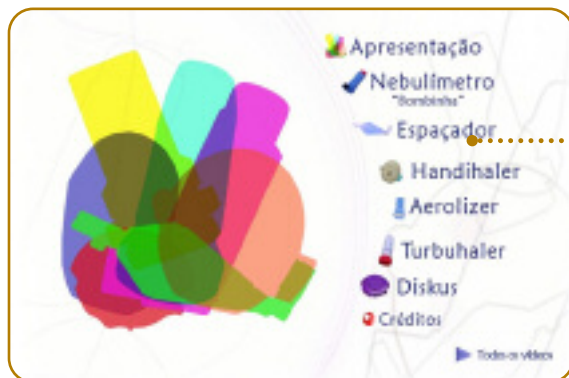 Apresentação
Nebulímetro
"Bombinha"
Espaçador
Handihaler
Aerolizer
Turbuhaler
Diskus
Créditos
Todos os vídeos